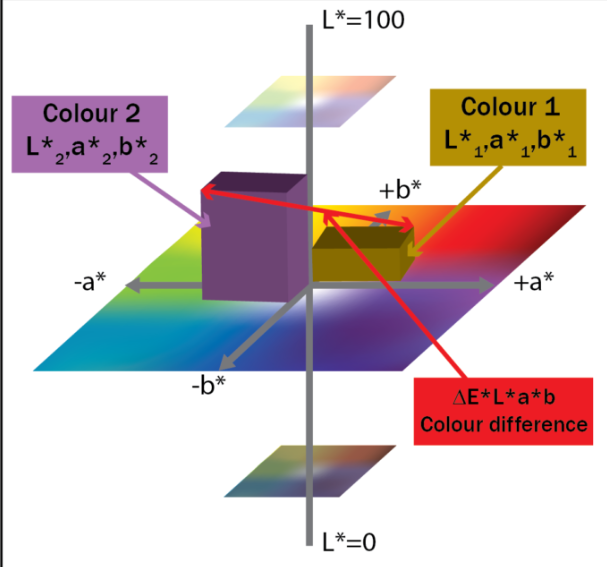 L*=100
Colour 2
L*₂,a*₂,b*₂
Colour 1
L*₁,a*₁,b*₁
+b*
-a*
+a*
-b*
ΔE*L*a*b
Colour difference
L*=0